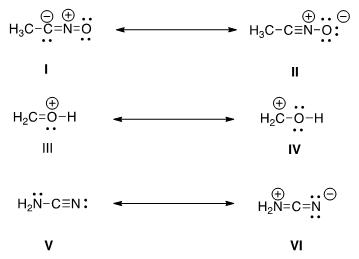 H₃C–C=N=O ⟷ H₃C–C≡N–O
I II
H₂C=O–H ⟷ H₂C–O–H
III IV
H₂N–C≡N ⟷ H₂N=C=N
V VI